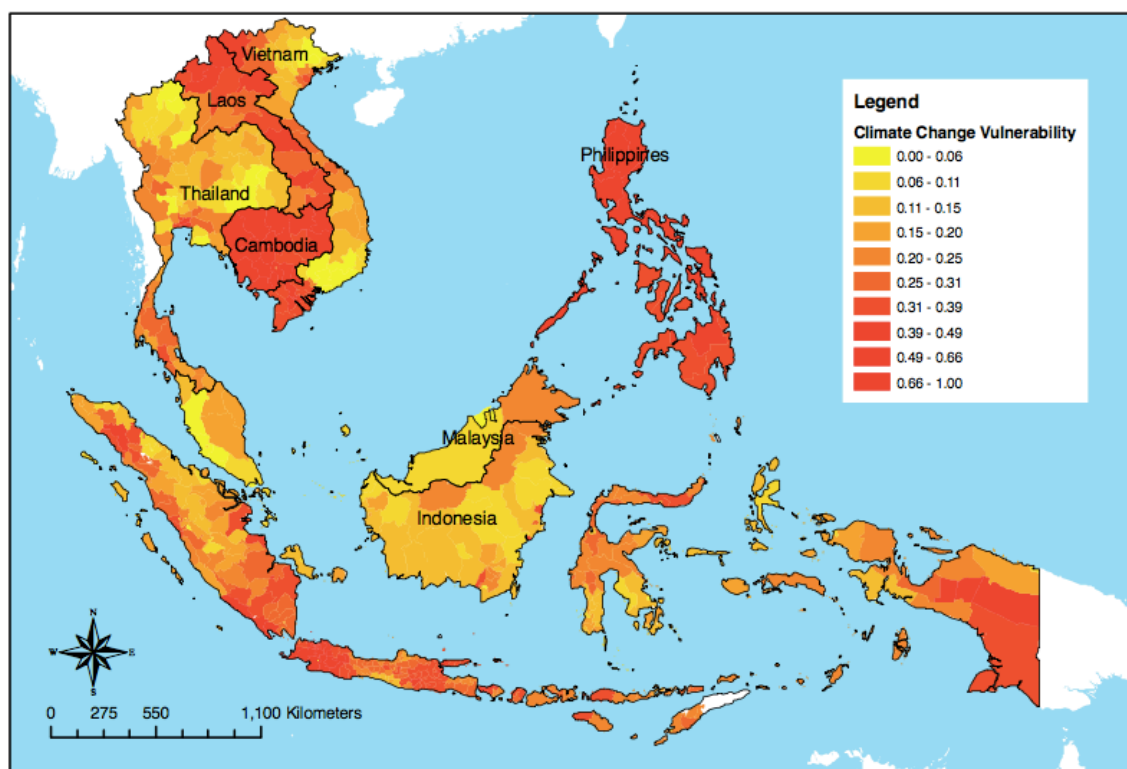 Vietnam
Laos
Thailand
Cambodia
Philippines
Malaysia
Indonesia
Legend
Climate Change Vulnerability
0.00 - 0.06
0.06 - 0.11
0.11 - 0.15
0.15 - 0.20
0.20 - 0.25
0.25 - 0.31
0.31 - 0.39
0.39 - 0.49
0.49 - 0.66
0.66 - 1.00
N
W E
S
0 275 550 1,100 Kilometers